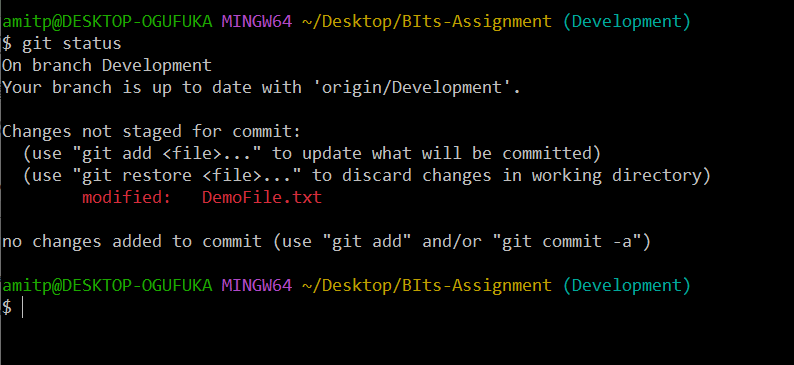 amitp@DESKTOP-OGUFUKA MINGW64 ~/Desktop/BIts-Assignment (Development)
$ git status
On branch Development
Your branch is up to date with 'origin/Development'.
Changes not staged for commit:
(use "git add <file>..." to update what will be committed)
(use "git restore <file>..." to discard changes in working directory)
modified: DemoFile.txt
no changes added to commit (use "git add" and/or "git commit -a")
amitp@DESKTOP-OGUFUKA MINGW64 ~/Desktop/BIts-Assignment (Development)
$